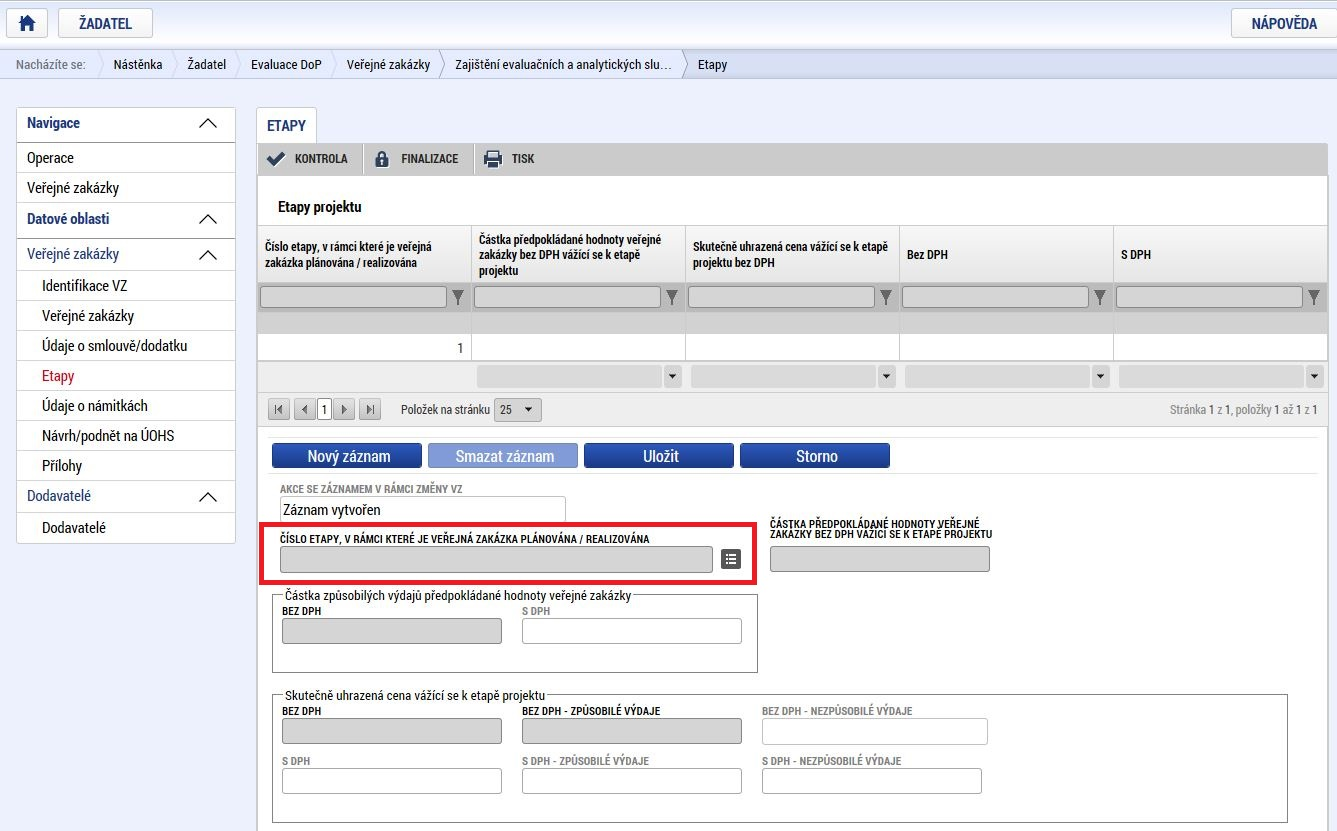 ŽADATEL
NÁPOVĚDA
Nacházíte se: Nástěnka Žadatel Evaluace DoP Veřejné zakázky Zajištění evaluačních a analytických slu... Etapy
Navigace
Operace
Veřejné zakázky
Datové oblasti
Veřejné zakázky
Identifikace VZ
Veřejné zakázky
Údaje o smlouvě/dodatku
Etapy
Údaje o námitkách
Návrh/podnět na ÚOHS
Přílohy
Dodavatelé
Dodavatelé
ETAPY
KONTROLA FINALIZACE TISK
Etapy projektu
Číslo etapy, v rámci které je veřejná
zakázka plánována / realizována
Částka předpokládané hodnoty veřejné
zakázky bez DPH vážící se k etapě
projektu
Skutečně uhrazená cena vážící se k etapě
projektu bez DPH
Bez DPH
S DPH
1
1 Položek na stránku 25 Stránka 1 z 1, položky 1 až 1 z 1
Nový záznam Smazat záznam Uložit Storno
AKCE SE ZÁZNAMEM V RÁMCI ZMĚNY VZ
Záznam vytvořen
ČÍSLO ETAPY, V RÁMCI KTERÉ JE VEŘEJNÁ ZAKÁZKA PLÁNOVÁNA / REALIZOVÁNA
ČÁSTKA PŘEDPOKLÁDANÉ HODNOTY VEŘEJNÉ
ZAKÁZKY BEZ DPH VÁŽÍCÍ SE K ETAPĚ PROJEKTU
Částka způsobilých výdajů předpokládané hodnoty veřejné zakázky
BEZ DPH S DPH
Skutečně uhrazená cena vážící se k etapě projektu
BEZ DPH BEZ DPH - ZPŮSOBILÉ VÝDAJE BEZ DPH - NEZPŮSOBILÉ VÝDAJE
S DPH S DPH - ZPŮSOBILÉ VÝDAJE S DPH - NEZPŮSOBILÉ VÝDAJE